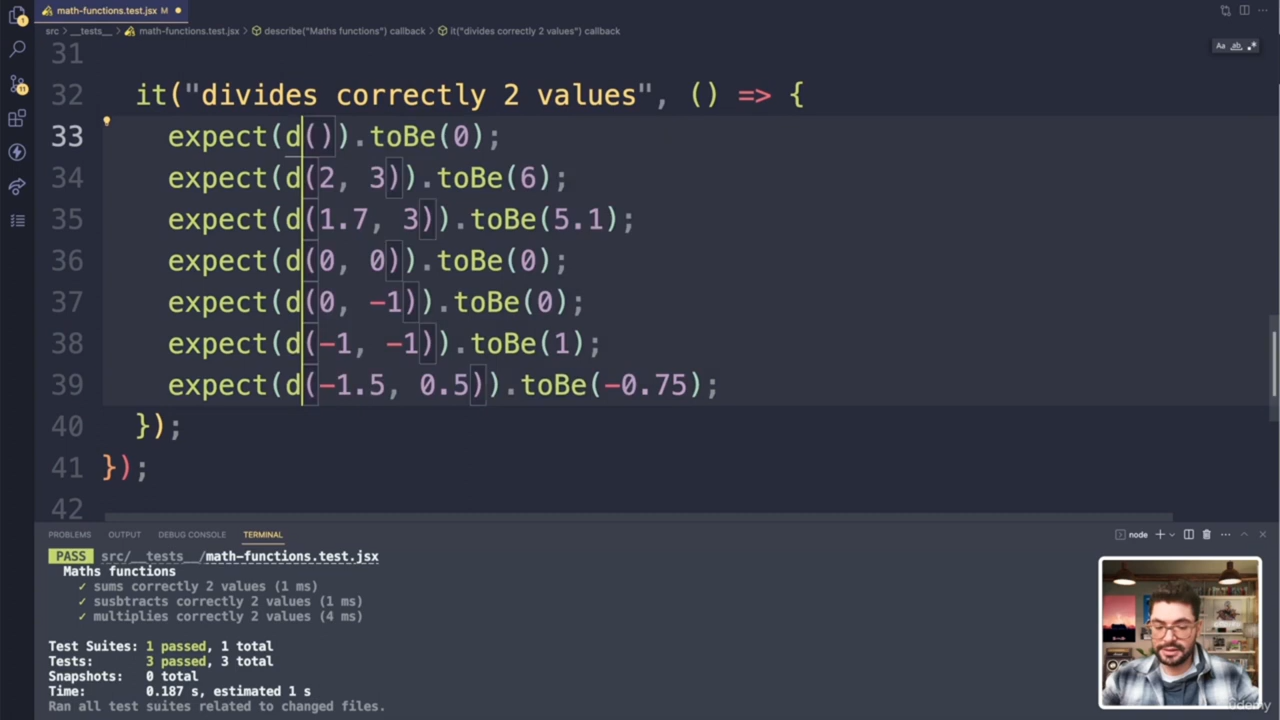 math-functions.test.jsx M
src > __tests__ > math-functions.test.jsx > describe("Maths functions") callback > it("divides correctly 2 values") callback
Aa ab
1
11
31
32 it("divides correctly 2 values", () => {
33 expect(d()).toBe(0);
34 expect(d(2, 3)).toBe(6);
35 expect(d(1.7, 3)).toBe(5.1);
36 expect(d(0, 0)).toBe(0);
37 expect(d(0, -1)).toBe(0);
38 expect(d(-1, -1)).toBe(1);
39 expect(d(-1.5, 0.5)).toBe(-0.75);
40 });
41 });
42
PROBLEMS OUTPUT DEBUG CONSOLE TERMINAL node
PASS src/__tests__/math-functions.test.jsx
Maths functions
✓ sums correctly 2 values (1 ms)
✓ susbtracts correctly 2 values (1 ms)
✓ multiplies correctly 2 values (4 ms)
Test Suites: 1 passed, 1 total
Tests: 3 passed, 3 total
Snapshots: 0 total
Time: 0.187 s, estimated 1 s
Ran all test suites related to changed files.
udemy